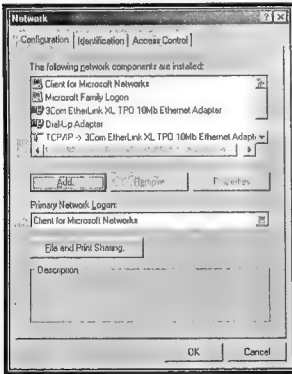 Network
Configuration Identification Access Control
The following network components are installed:
Client for Microsoft Networks
Microsoft Family Logon
3Com EtherLink XL TPO 10Mb Ethernet Adapter
Dial-Up Adapter
TCP/IP -> 3Com EtherLink XL TPO 10Mb Ethernet Adapt
Add... Remove Properties
Primary Network Logon:
Client for Microsoft Networks
File and Print Sharing...
Description
OK Cancel